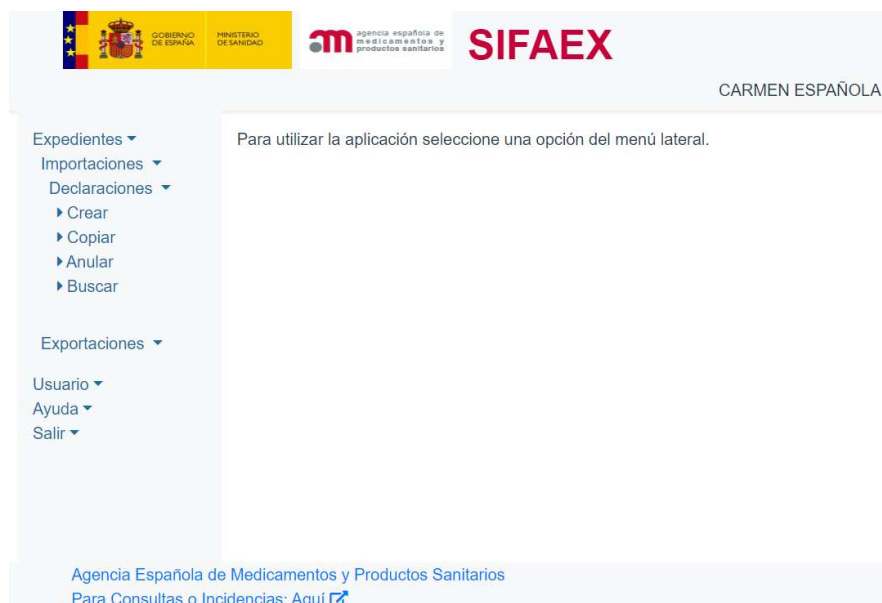 GOBIERNO
DE ESPAÑA
MINISTERIO
DE SANIDAD
agencia española de
medicamentos y
productos sanitarios
SIFAEX
CARMEN ESPAÑOLA
Expedientes
Para utilizar la aplicación seleccione una opción del menú lateral.
Importaciones
Declaraciones
Crear
Copiar
Anular
Buscar
Exportaciones
Usuario
Ayuda
Salir
Agencia Española de Medicamentos y Productos Sanitarios
Para Consultas o Incidencias: Aquí